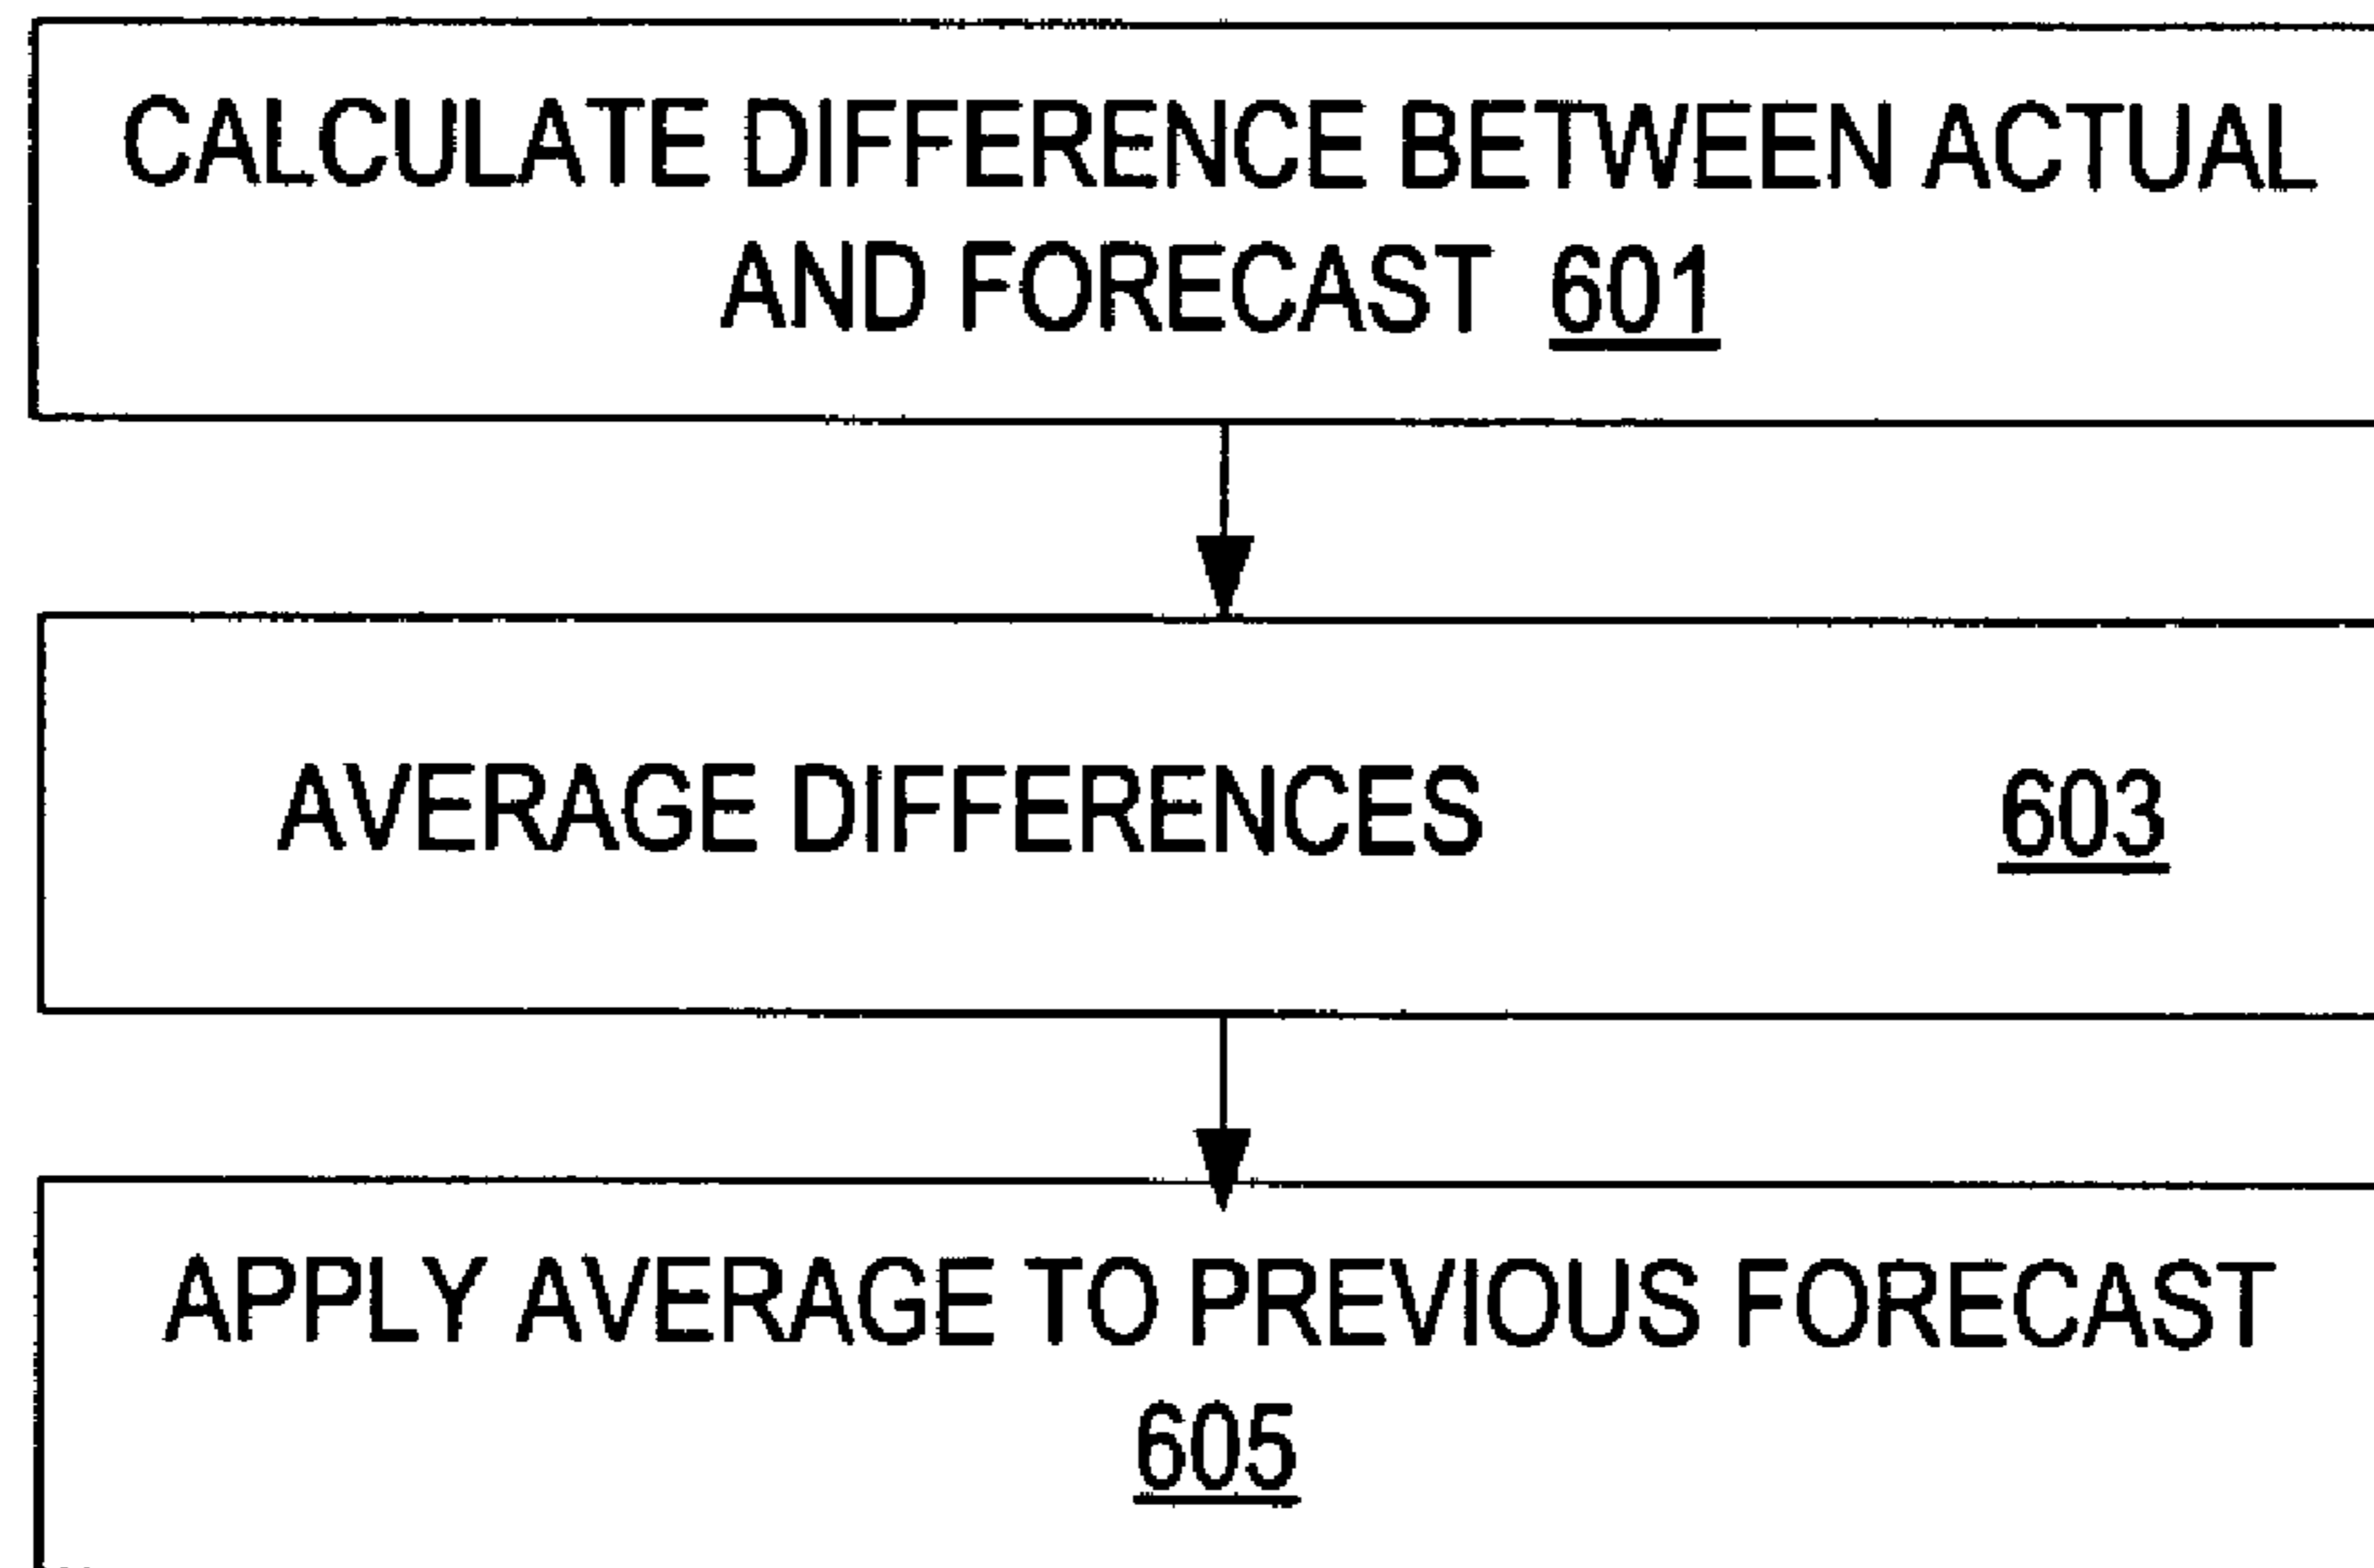 CALCULATE DIFFERENCE BETWEEN ACTUAL
AND FORECAST 601
AVERAGE DIFFERENCES 603
APPLY AVERAGE TO PREVIOUS FORECAST
605